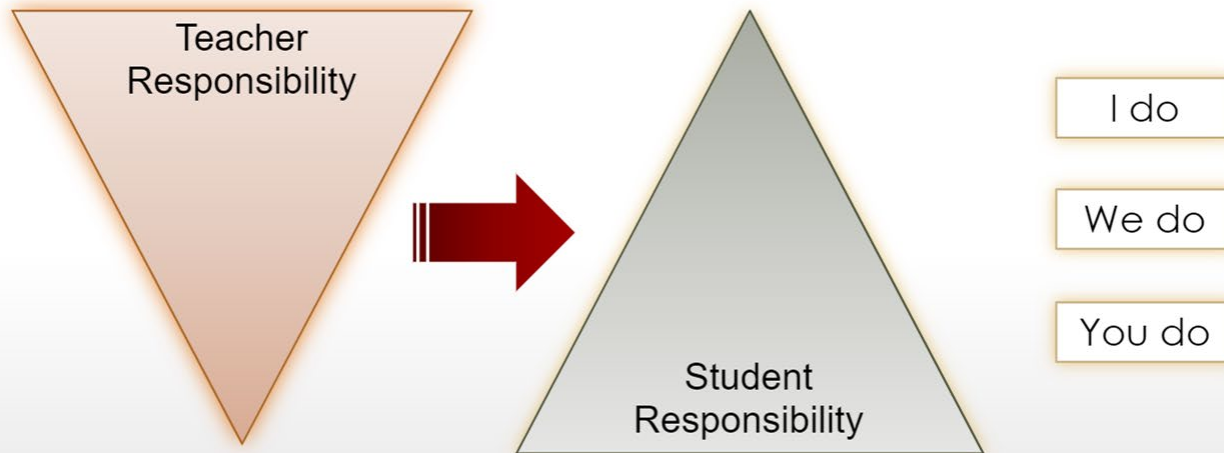 Teacher
Responsibility
Student
Responsibility
I do
We do
You do